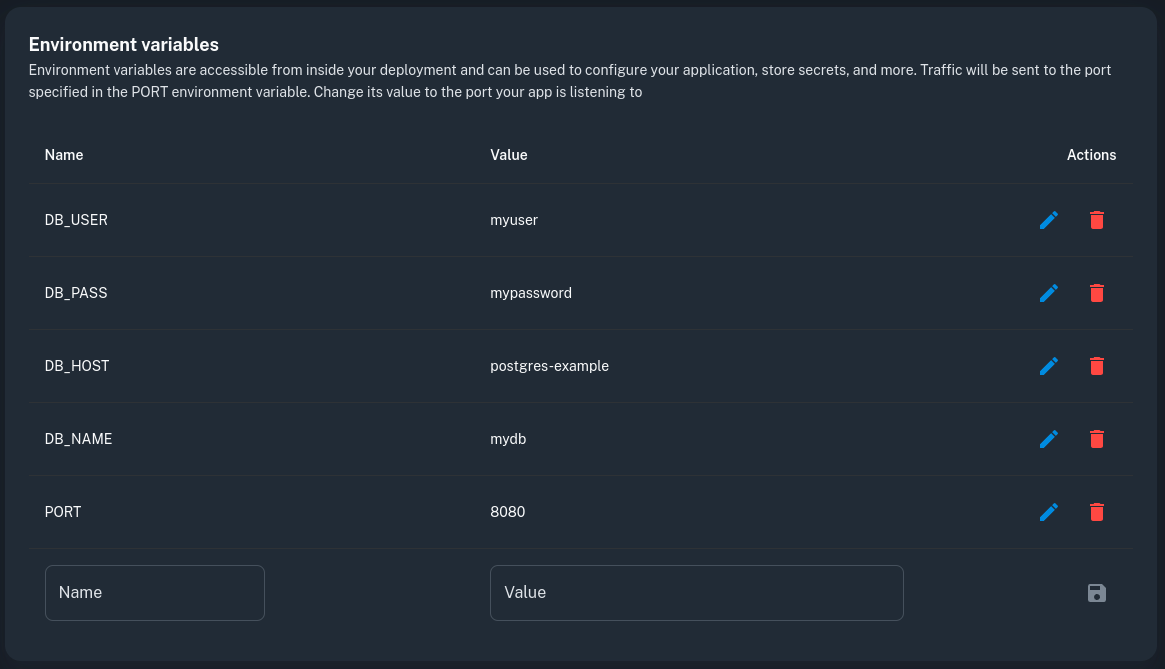 Environment variables
Environment variables are accessible from inside your deployment and can be used to configure your application, store secrets, and more. Traffic will be sent to the port
specified in the PORT environment variable. Change its value to the port your app is listening to
Name Value Actions
DB_USER myuser
DB_PASS mypassword
DB_HOST postgres-example
DB_NAME mydb
PORT 8080
Name Value